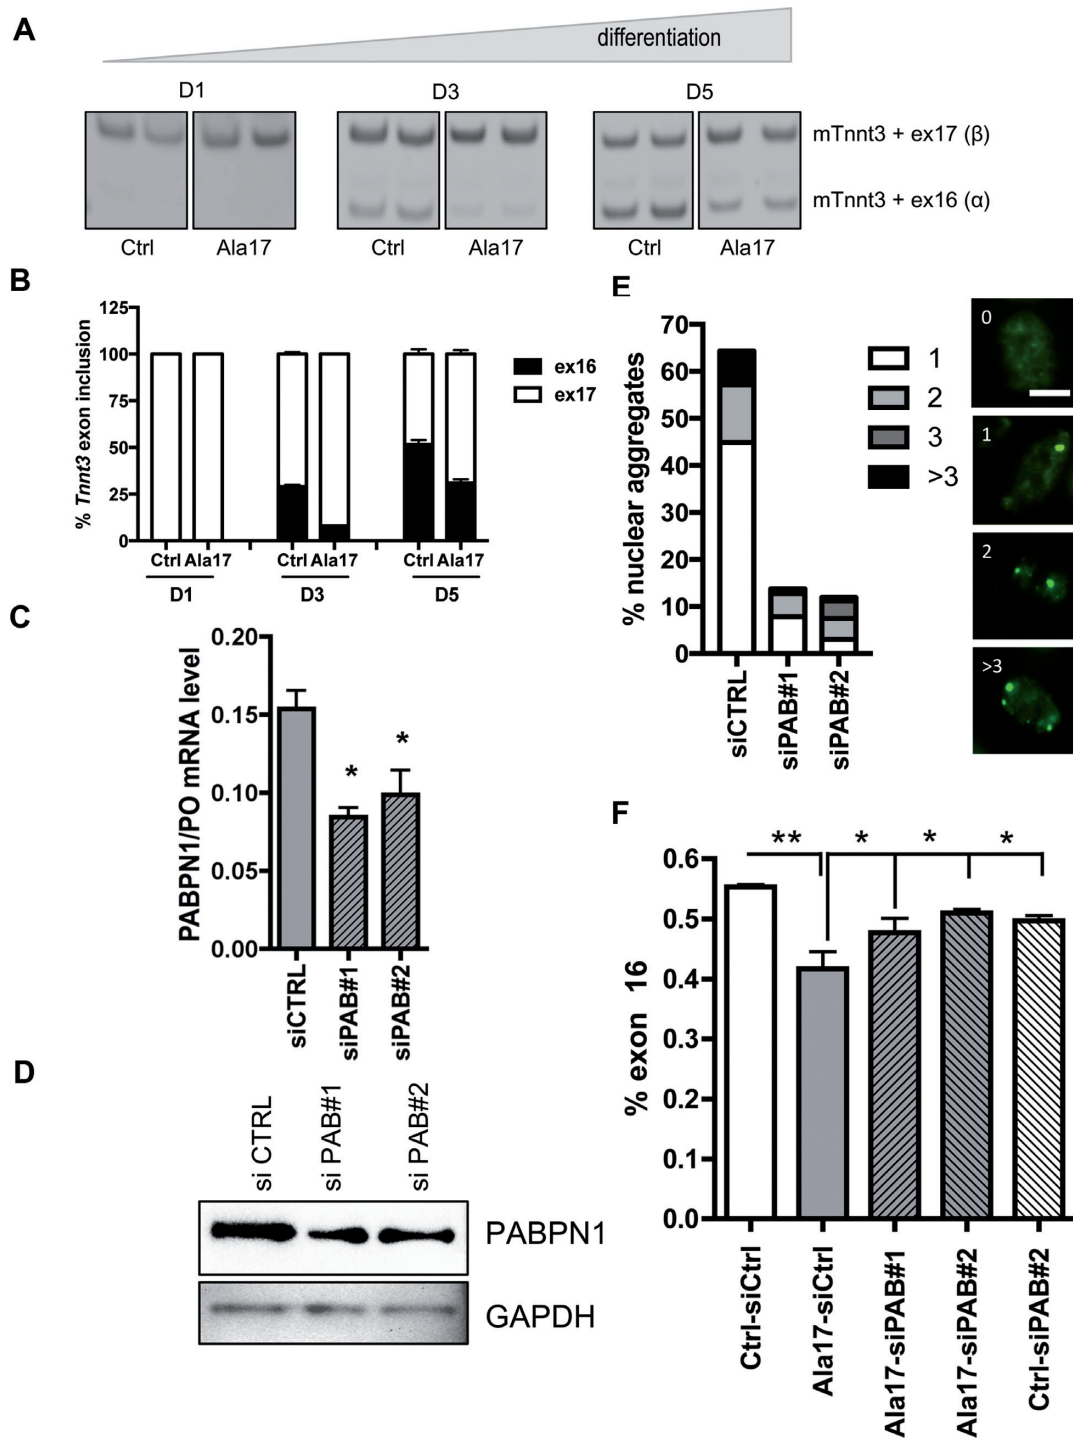 A
differentiation
D1 D3 D5
mTnnt3 + ex17 (β)
mTnnt3 + ex16 (α)
Ctrl Ala17 Ctrl Ala17 Ctrl Ala17
B
% Tnnt3 exon inclusion
125
100
75
50
25
0
Ctrl Ala17 Ctrl Ala17 Ctrl Ala17
D1 D3 D5
ex16
ex17
C
PABPN1/PO mRNA level
0.20
0.15
0.10
0.05
0.00
* *
siCTRL
siPAB#1
siPAB#2
D
si CTRL
si PAB#1
si PAB#2
PABPN1
GAPDH
E
% nuclear aggregates
70
60
50
40
30
20
10
0
siCTRL
siPAB#1
siPAB#2
1
2
3
>3
0
1
2
>3
F
% exon 16
0.6
0.5
0.4
0.3
0.2
0.1
0.0
** * * *
Ctrl-siCtrl
Ala17-siCtrl
Ala17-siPAB#1
Ala17-siPAB#2
Ctrl-siPAB#2